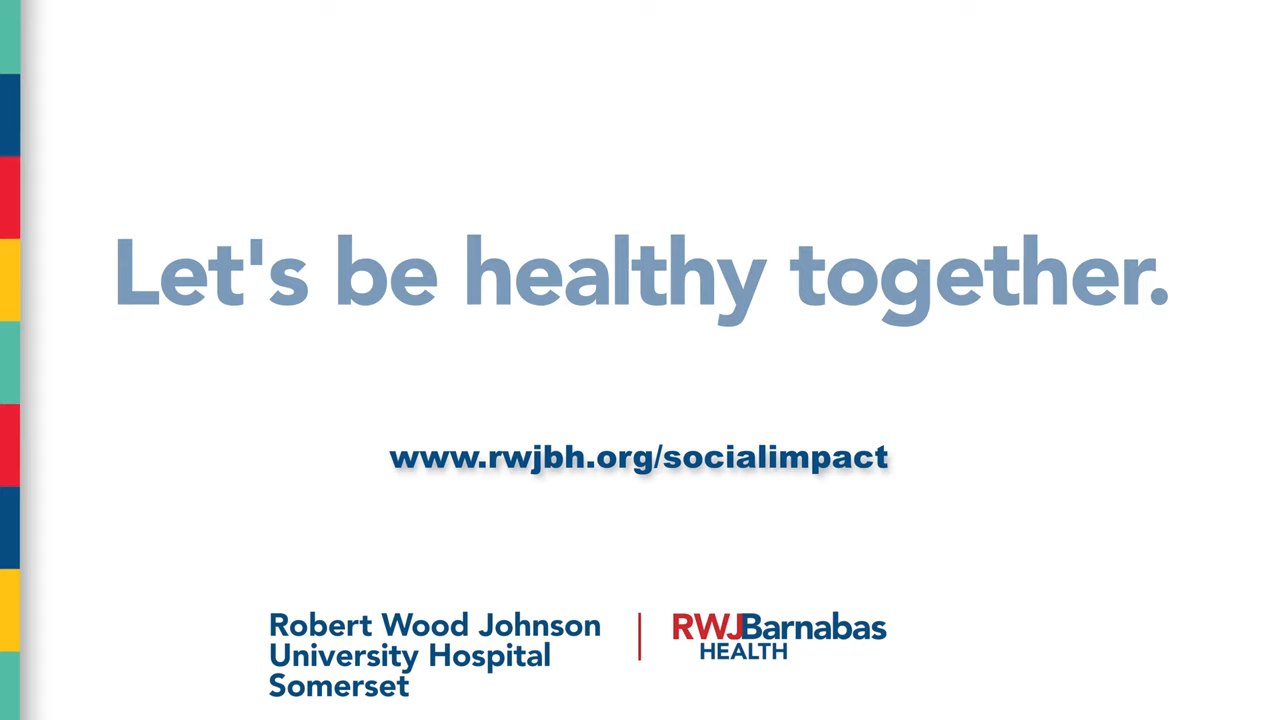 Let's be healthy together.
www.rwjbh.org/socialimpact
Robert Wood Johnson
University Hospital
Somerset
RWJBarnabas
HEALTH